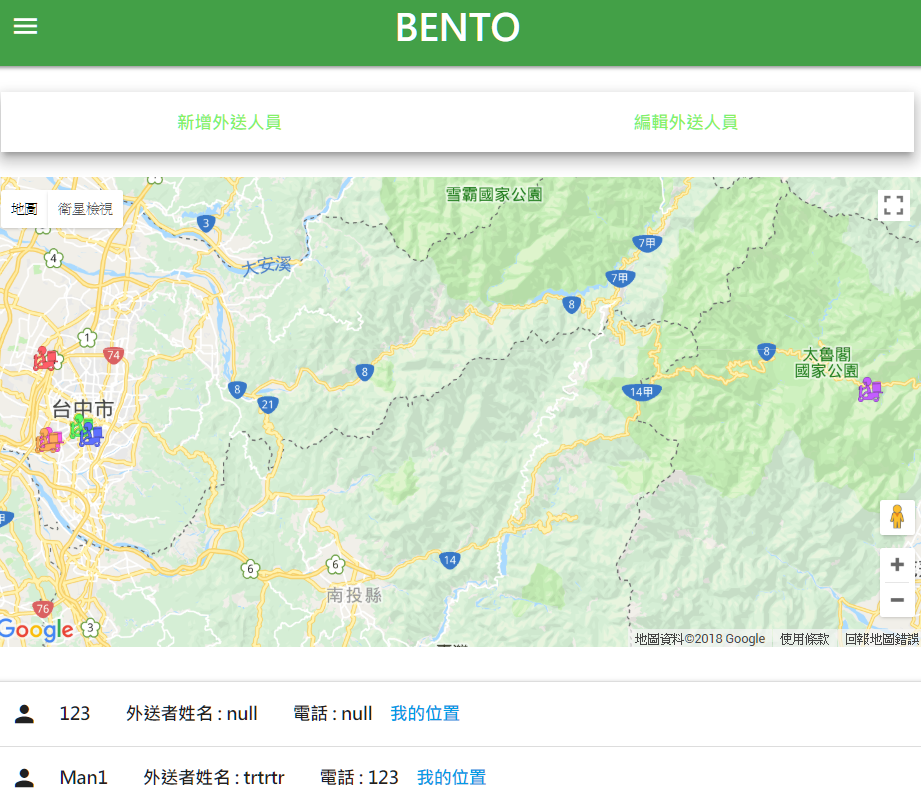 BENTO
新增外送人員 編輯外送人員
地圖 衛星檢視
雪霸國家公園
3
7甲
4
大安溪
7甲
8
1
74
8
太魯閣
國家公園
8
8
14甲
21
台中市
14
6
6
南投縣
76
3
Google
地圖資料©2018 Google 使用條款 回報地圖錯誤
123 外送者姓名 : null 電話 : null 我的位置
Man1 外送者姓名 : trtrtr 電話 : 123 我的位置